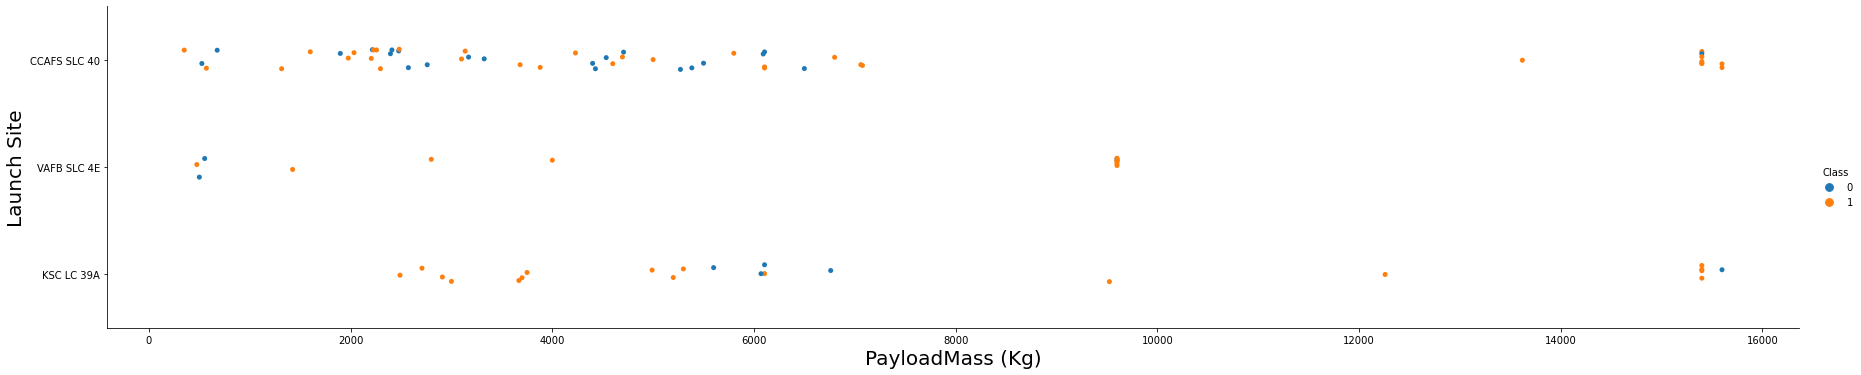 Launch Site
CCAFS SLC 40
VAFB SLC 4E
KSC LC 39A
0 2000 4000 6000 8000 10000 12000 14000 16000
PayloadMass (Kg)
Class
0
1